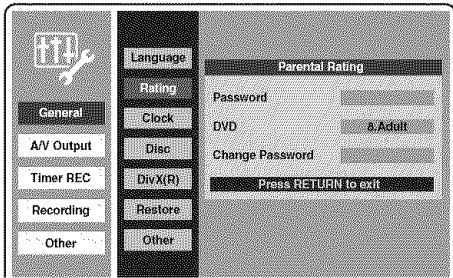 General
A/V Output
Timer REC
Recording
Other
Language
Rating
Clock
Disc
DivX(R)
Restore
Other
Parental Rating
Password
DVD 8.Adult
Change Password
Press RETURN to exit